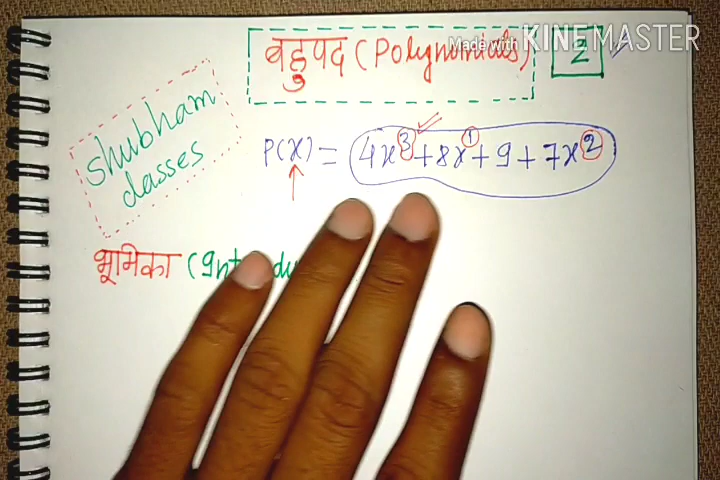 Made with KINEMASTER
बहुपद (Polynomials) 2
shubham
classes
P(x) = 4x³ + 8x¹ + 9 + 7x²
भूमिका